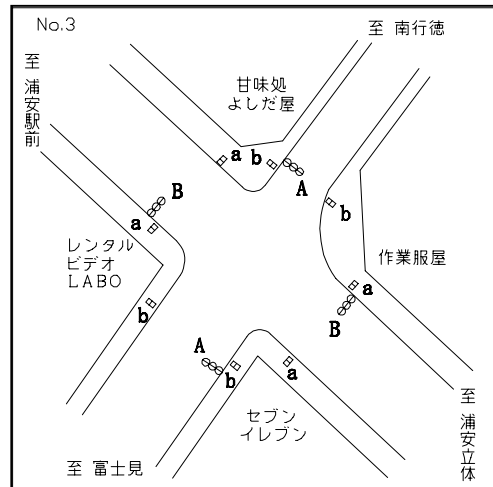 No.3
至 南行徳
至 浦安駅前
甘味処
よしだ屋
a
b
A
B
b
a
レンタル
ビデオ
LABO
作業服屋
a
B
b
A
b
a
セブン
イレブン
至 浦安立体
至 富士見